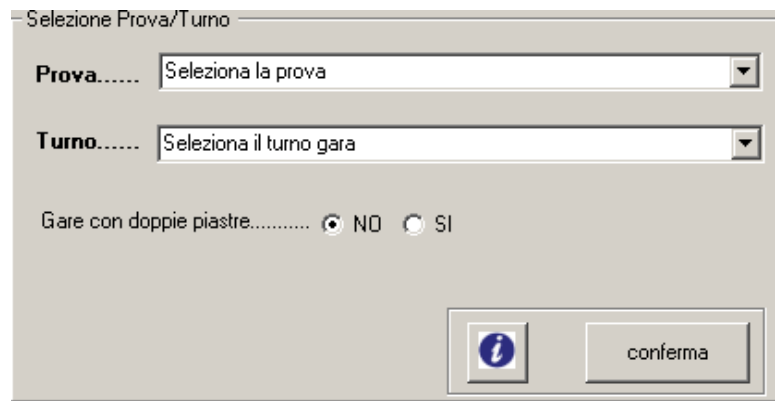 Selezione Prova/Turno
Prova...... Seleziona la prova
Turno...... Seleziona il turno gara
Gare con doppie piastre........... NO SI
i conferma